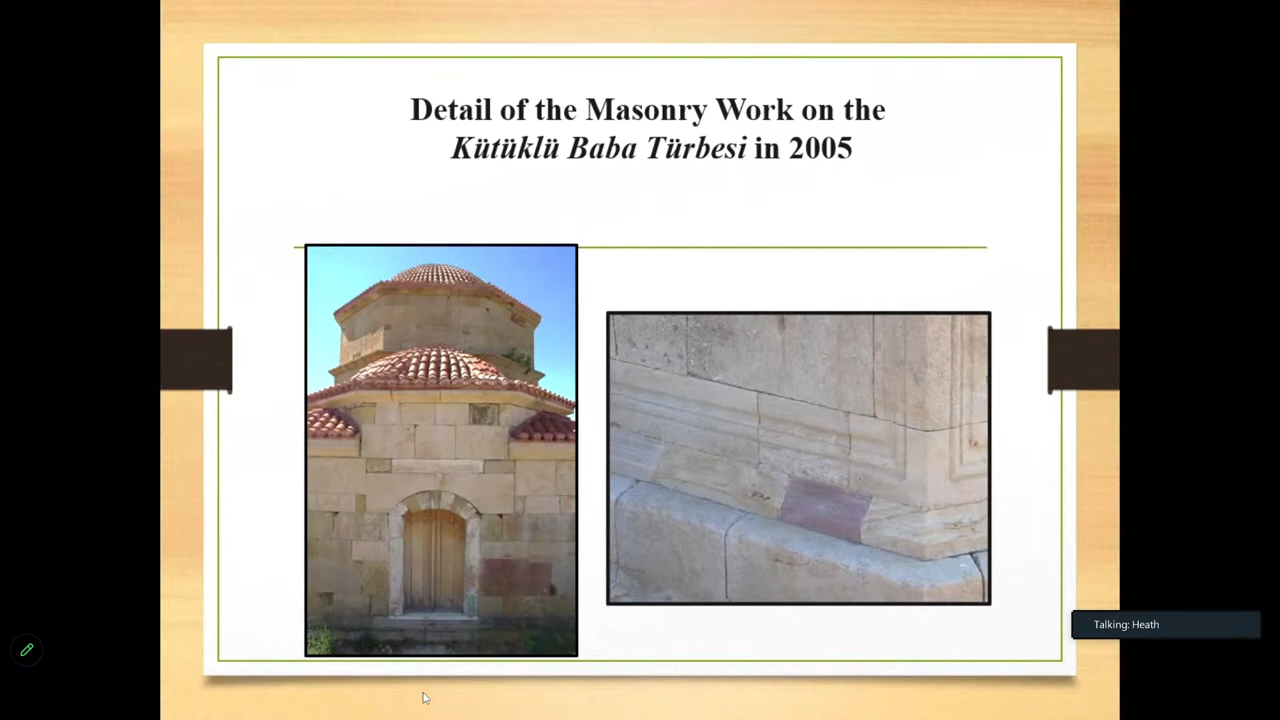 Detail of the Masonry Work on the
Kütüklü Baba Türbesi in 2005
Talking: Heath